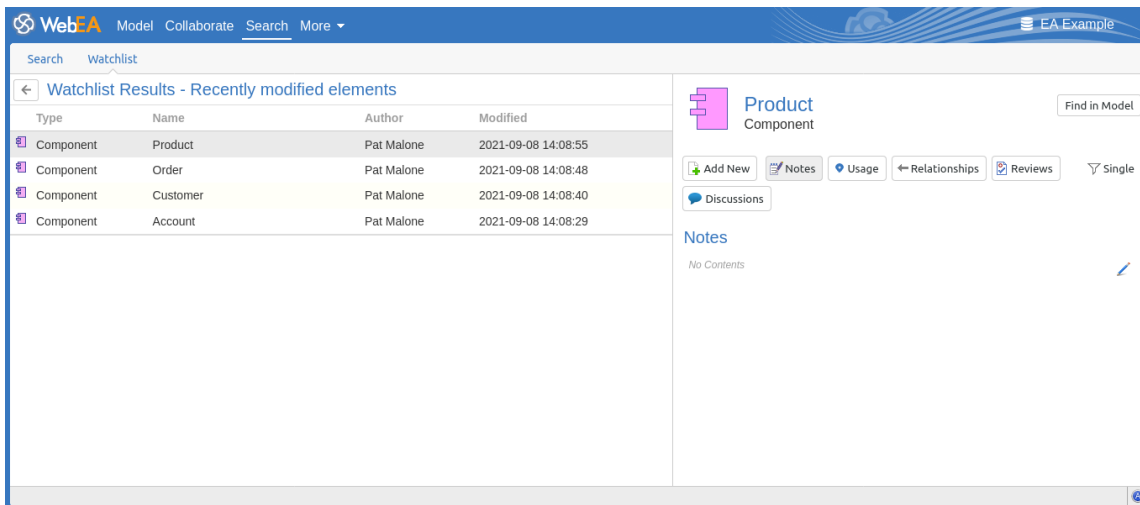 WebEA Model Collaborate Search More EA Example
Search Watchlist
Watchlist Results - Recently modified elements
Type Name Author Modified
Component Product Pat Malone 2021-09-08 14:08:55
Component Order Pat Malone 2021-09-08 14:08:48
Component Customer Pat Malone 2021-09-08 14:08:40
Component Account Pat Malone 2021-09-08 14:08:29
Product
Component
Find in Model
Add New Notes Usage Relationships Reviews Single
Discussions
Notes
No Contents